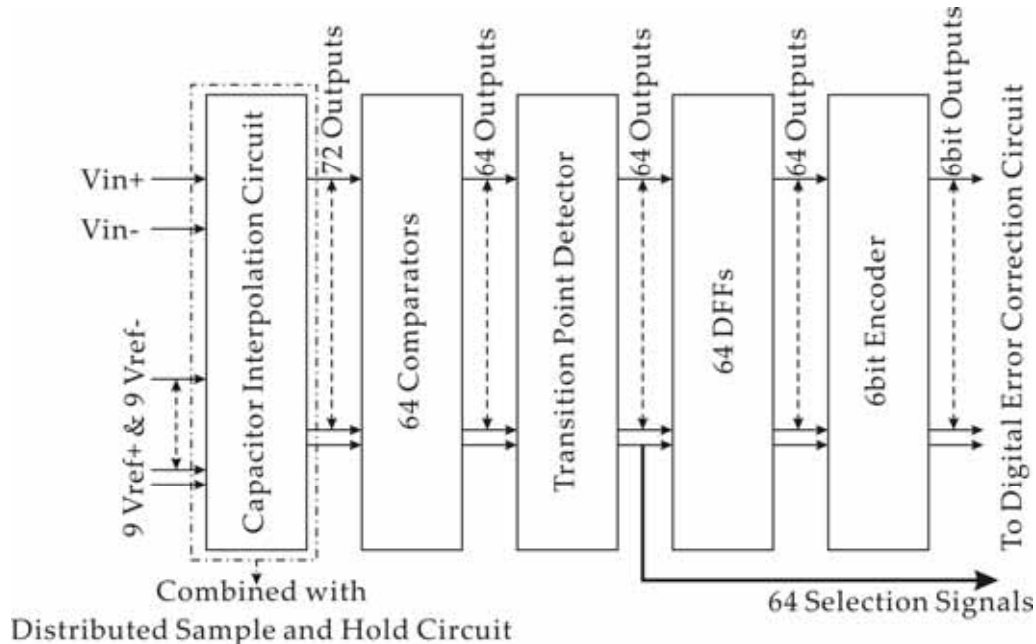 Vin+
Vin-
9 Vref+ & 9 Vref-
Capacitor Interpolation Circuit
72 Outputs
64 Comparators
64 Outputs
Transition Point Detector
64 Outputs
64 DFFs
64 Outputs
6bit Encoder
6bit Outputs
To Digital Error Correction Circuit
Combined with
Distributed Sample and Hold Circuit
64 Selection Signals